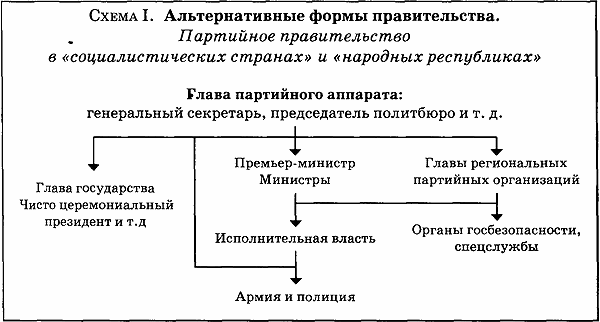 Схема I. Альтернативные формы правительства.
Партийное правительство
в «социалистических странах» и «народных республиках»
Глава партийного аппарата:
генеральный секретарь, председатель политбюро и т. д.
Глава государства
Чисто церемониальный
президент и т.д
Премьер-министр
Министры
Главы региональных
партийных организаций
Исполнительная власть
Органы госбезопасности,
спецслужбы
Армия и полиция